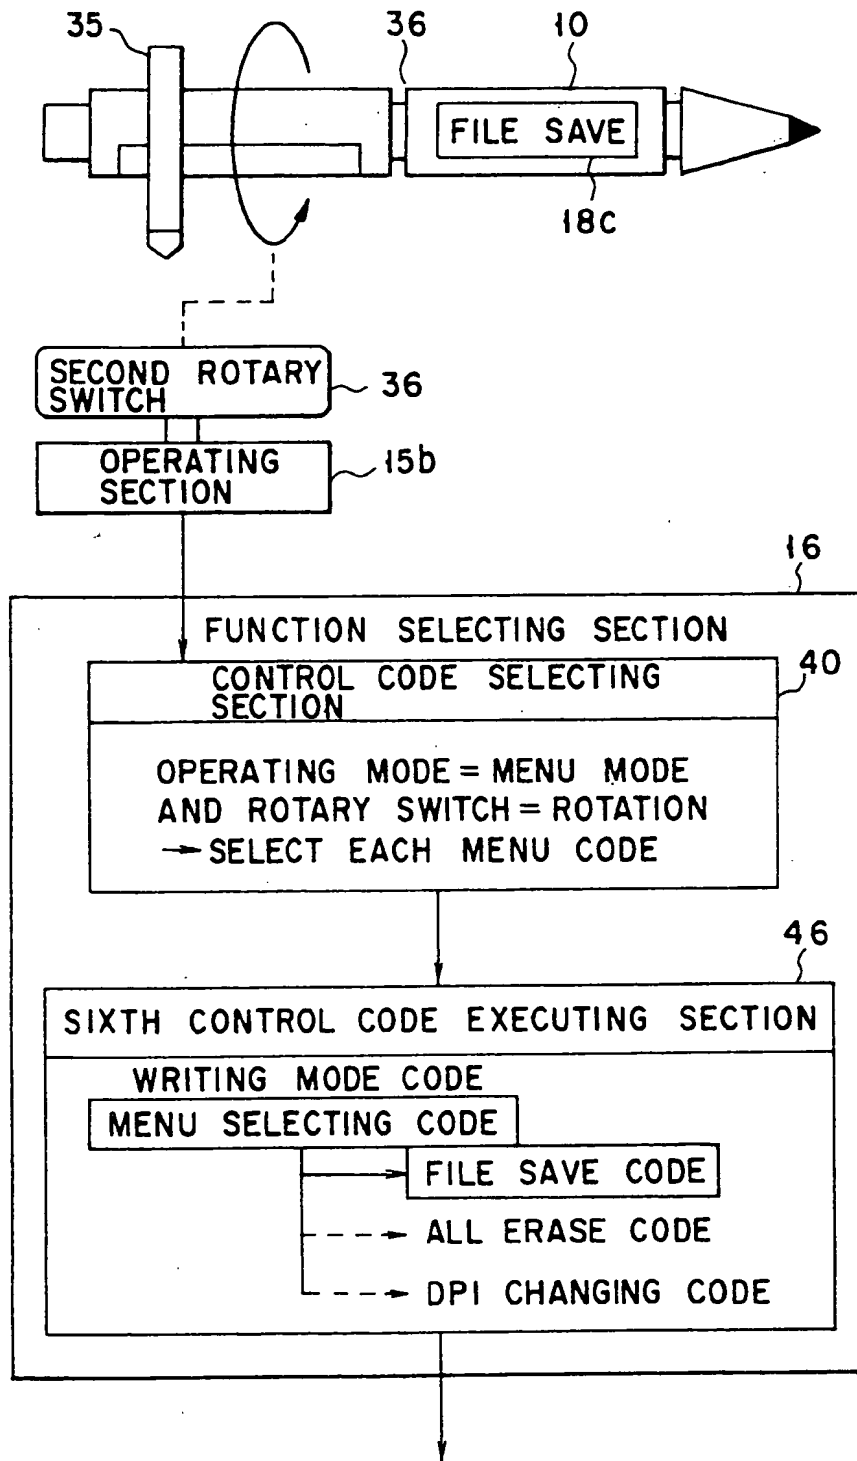 35
36
10
FILE SAVE
18c
SECOND ROTARY
SWITCH
36
OPERATING
SECTION
15b
16
FUNCTION SELECTING SECTION
40
CONTROL CODE SELECTING
SECTION
OPERATING MODE = MENU MODE
AND ROTARY SWITCH = ROTATION
→ SELECT EACH MENU CODE
46
SIXTH CONTROL CODE EXECUTING SECTION
WRITING MODE CODE
MENU SELECTING CODE
FILE SAVE CODE
ALL ERASE CODE
DPI CHANGING CODE